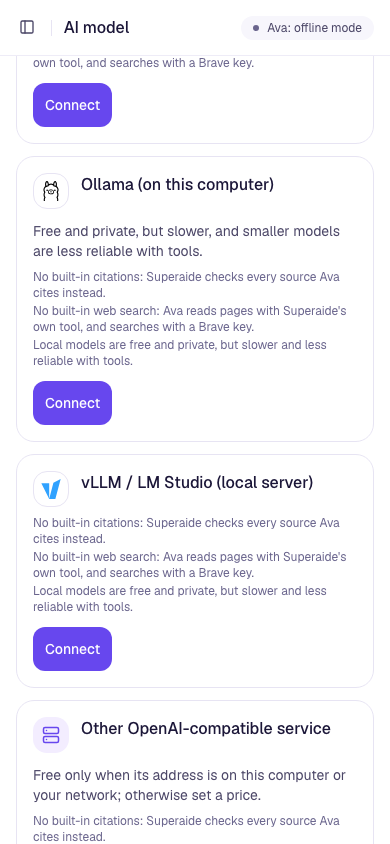 AI model
Ava: offline mode
own tool, and searches with a Brave key.
Connect
Ollama (on this computer)
Free and private, but slower, and smaller models
are less reliable with tools.
No built-in citations: Superaide checks every source Ava
cites instead.
No built-in web search: Ava reads pages with Superaide's
own tool, and searches with a Brave key.
Local models are free and private, but slower and less
reliable with tools.
Connect
vLLM / LM Studio (local server)
No built-in citations: Superaide checks every source Ava
cites instead.
No built-in web search: Ava reads pages with Superaide's
own tool, and searches with a Brave key.
Local models are free and private, but slower and less
reliable with tools.
Connect
Other OpenAI-compatible service
Free only when its address is on this computer or
your network; otherwise set a price.
No built-in citations: Superaide checks every source Ava
cites instead.